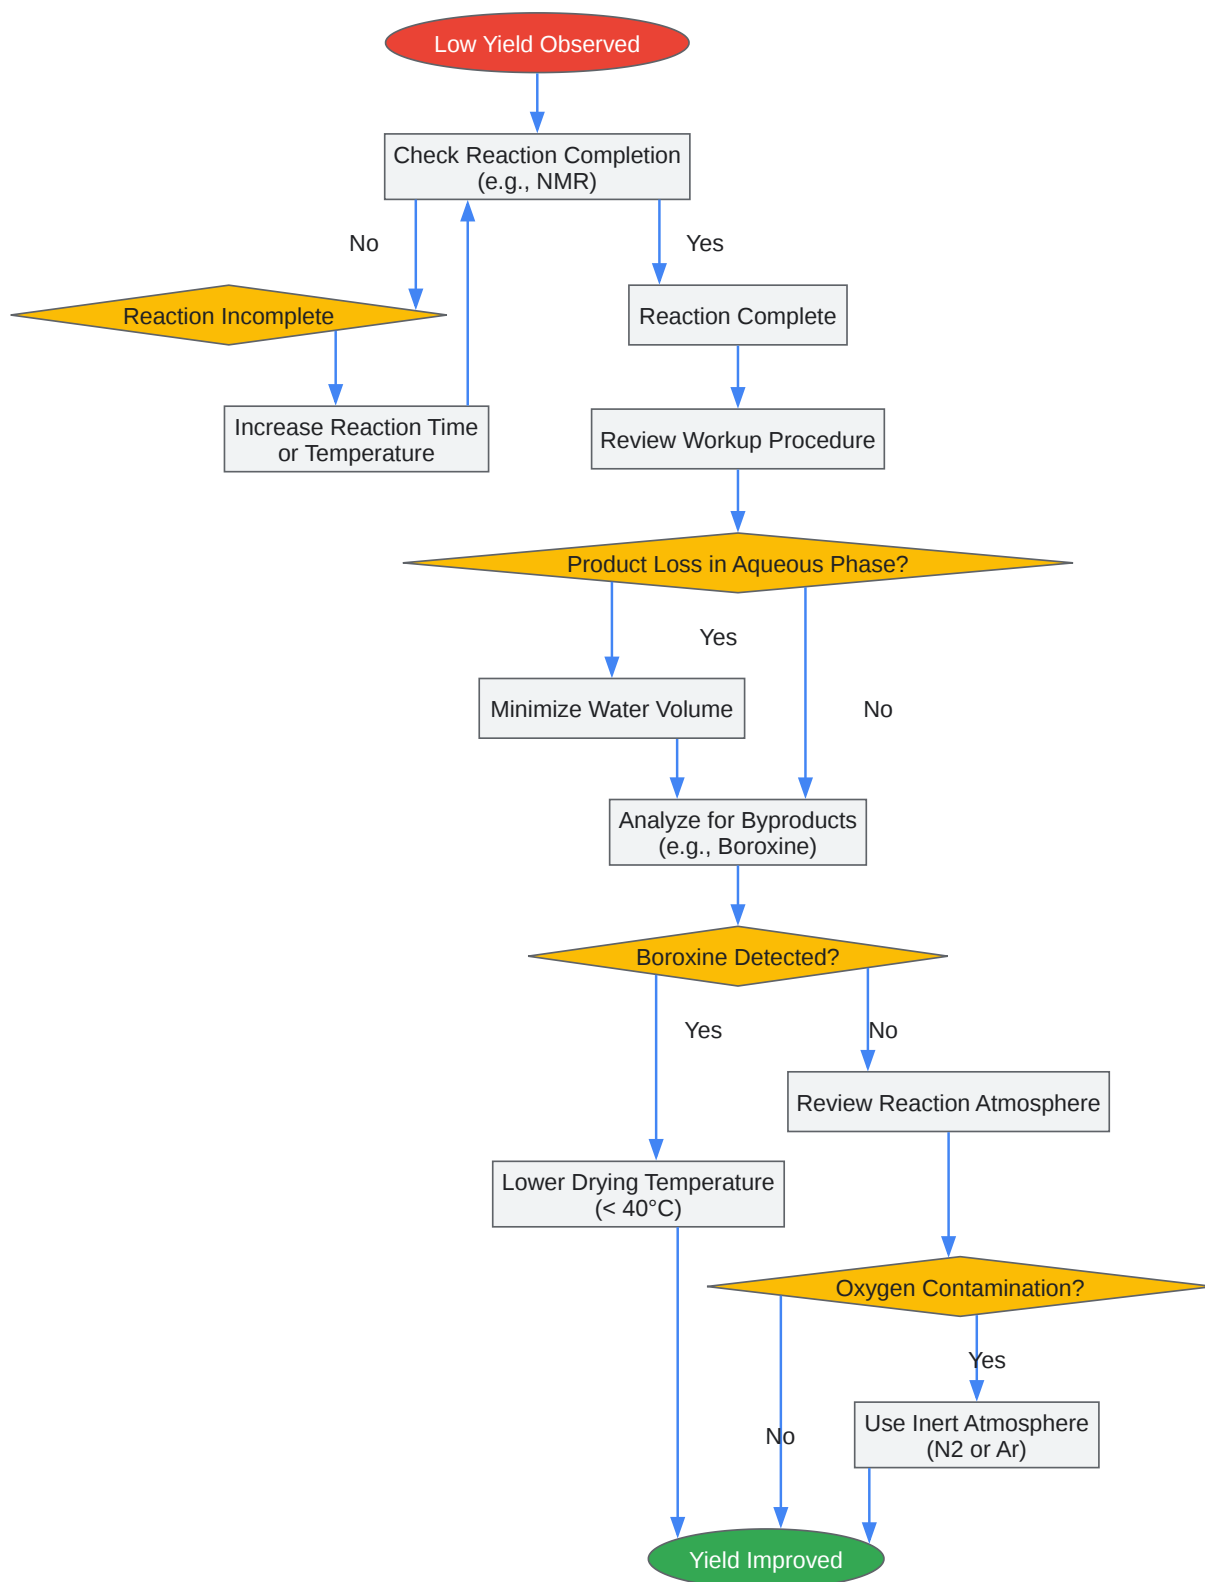 Low Yield Observed
Check Reaction Completion
(e.g., NMR)
No
Yes
Reaction Incomplete
Reaction Complete
Increase Reaction Time
or Temperature
Review Workup Procedure
Product Loss in Aqueous Phase?
Yes
Minimize Water Volume
No
Analyze for Byproducts
(e.g., Boroxine)
Boroxine Detected?
Yes
No
Review Reaction Atmosphere
Lower Drying Temperature
(< 40°C)
Oxygen Contamination?
Yes
Use Inert Atmosphere
(N2 or Ar)
No
Yield Improved